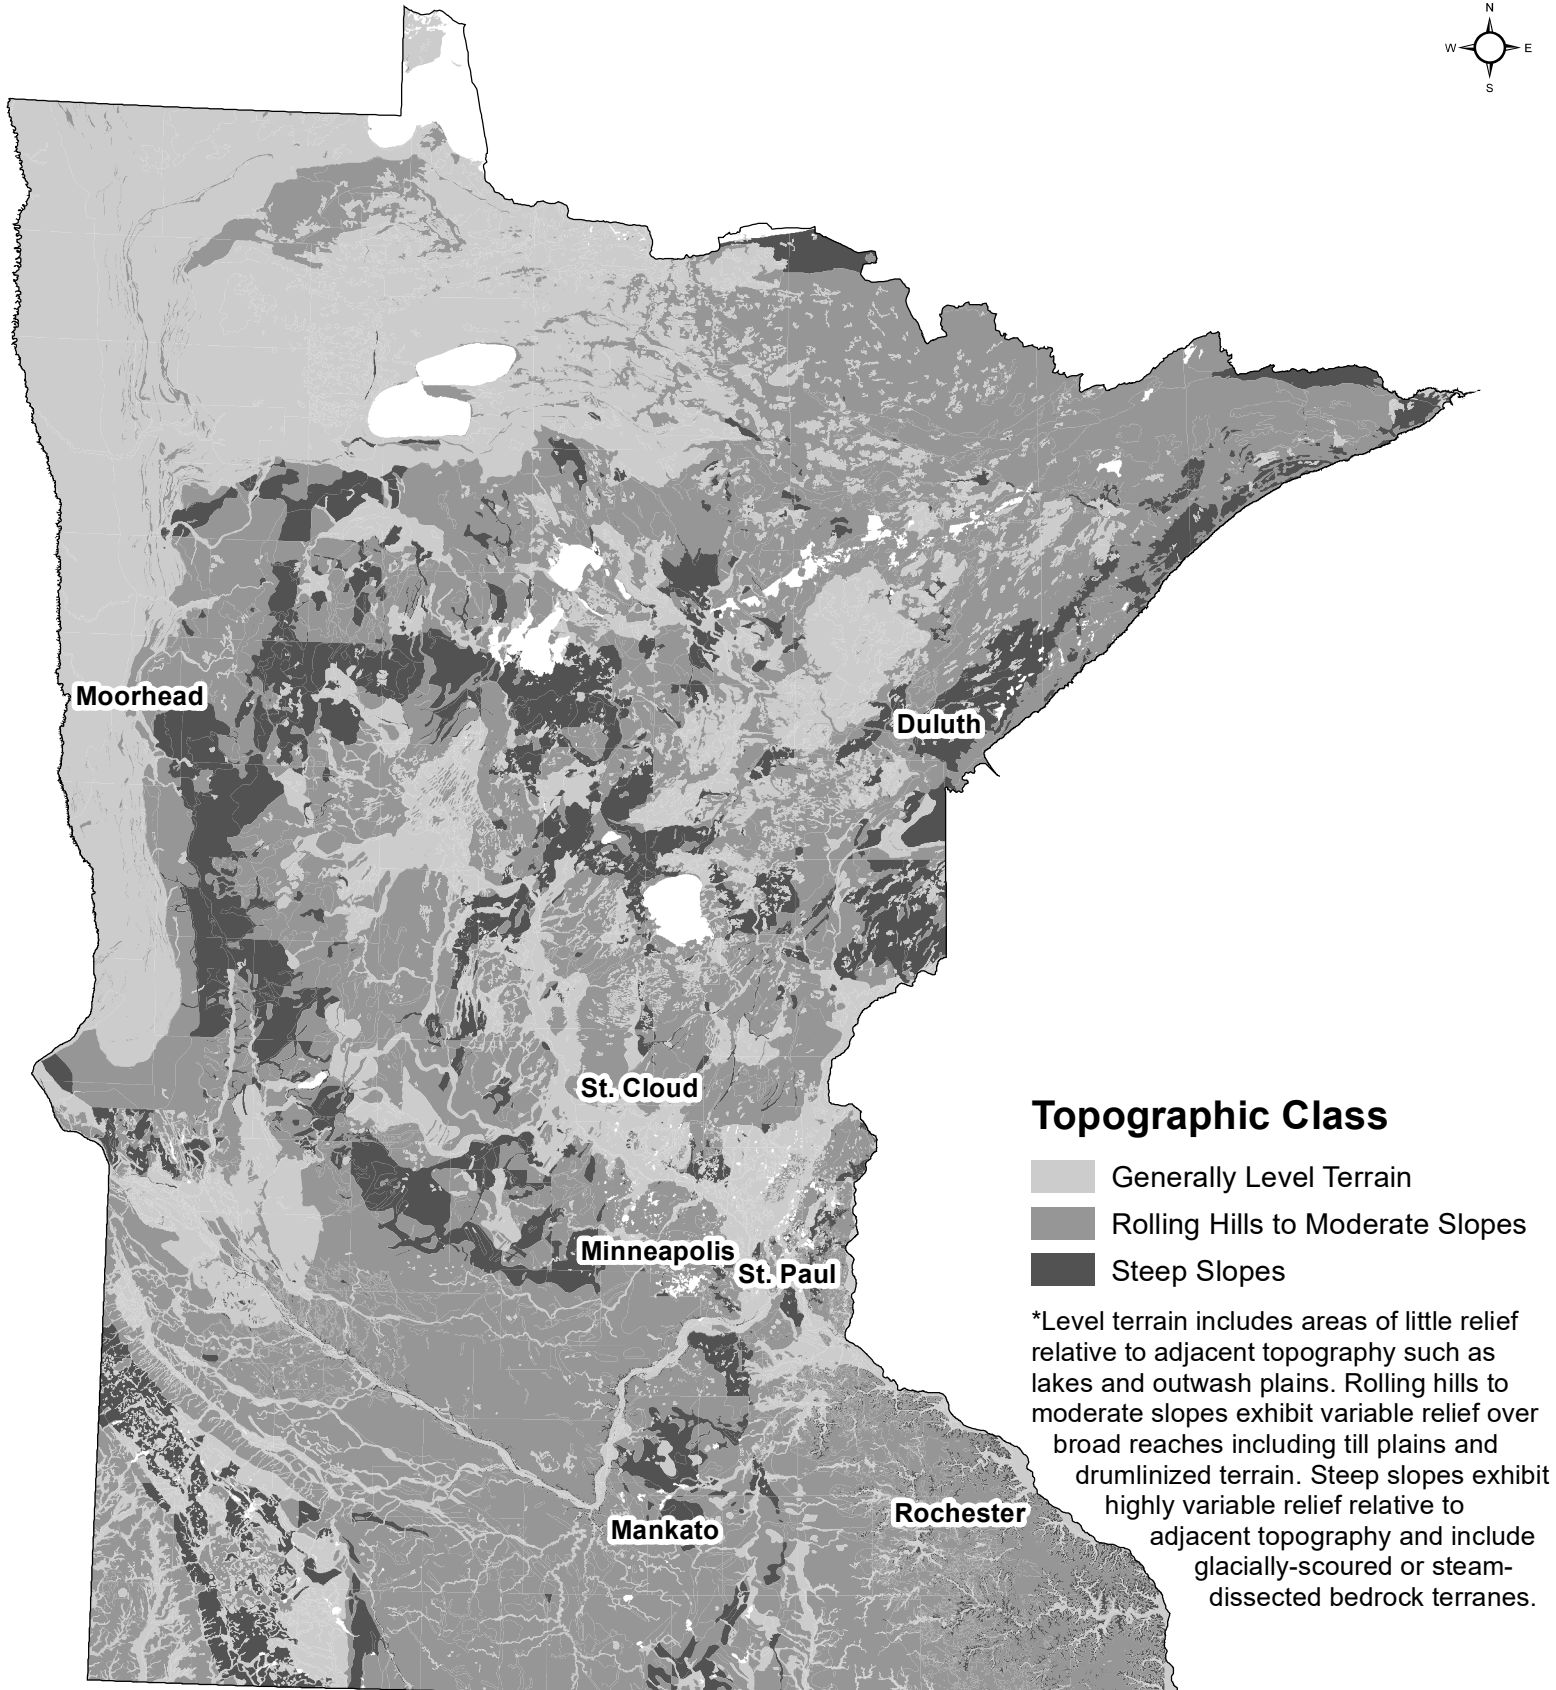 N
W E
S
Moorhead
Duluth
St. Cloud
Minneapolis
St. Paul
Mankato
Rochester
Topographic Class
Generally Level Terrain
Rolling Hills to Moderate Slopes
Steep Slopes
*Level terrain includes areas of little relief
relative to adjacent topography such as
lakes and outwash plains. Rolling hills to
moderate slopes exhibit variable relief over
broad reaches including till plains and
drumlinized terrain. Steep slopes exhibit
highly variable relief relative to
adjacent topography and include
glacially-scoured or steam-
dissected bedrock terranes.